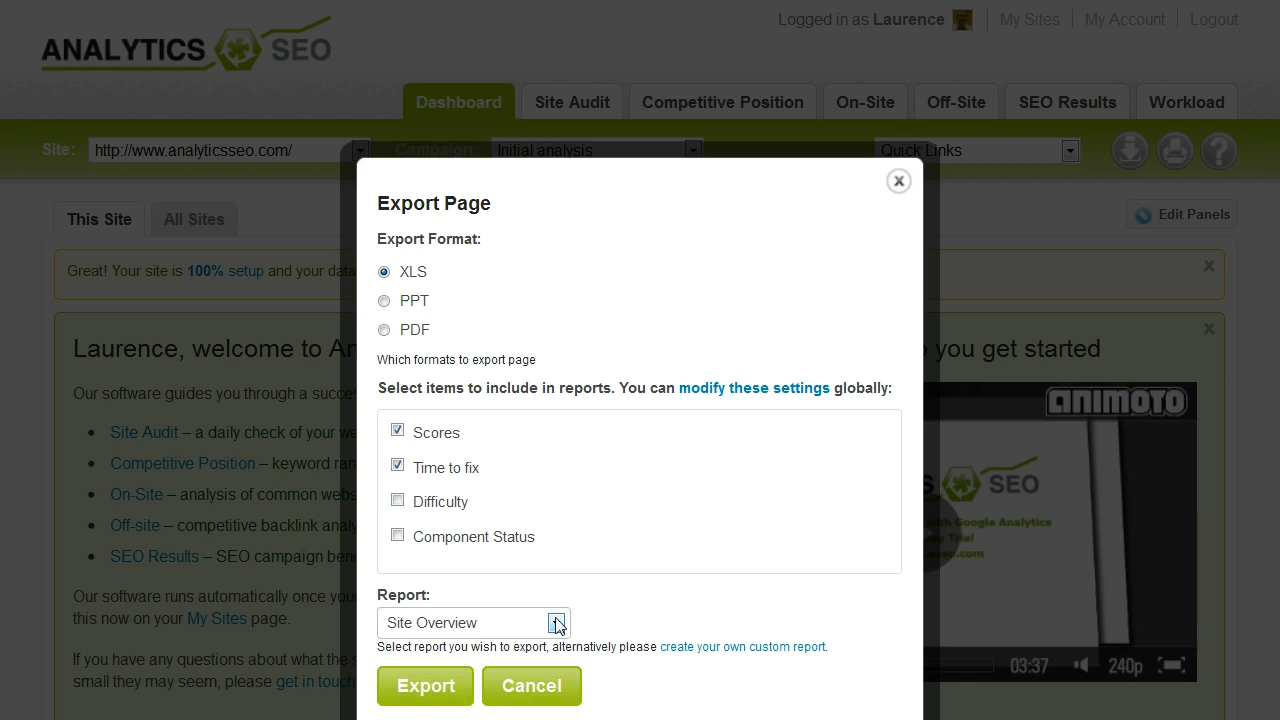 ANALYTICS SEO
Logged in as Laurence
My Sites
My Account
Logout
Dashboard
Site Audit
Competitive Position
On-Site
Off-Site
SEO Results
Workload
Site:
http://www.analyticsseo.com/
Campaign:
Initial analysis
Quick Links
This Site
All Sites
Edit Panels
Great! Your site is 100% setup and your data
Laurence, welcome to An
you get started
Our software guides you through a succe
Site Audit – a daily check of your we
Competitive Position – keyword ran
On-Site – analysis of common webs
Off-site – competitive backlink analy
SEO Results – SEO campaign ben
Our software runs automatically once you
this now on your My Sites page.
If you have any questions about what the s
small they may seem, please get in touch
Export Page
Export Format:
XLS
PPT
PDF
Which formats to export page
Select items to include in reports. You can modify these settings globally:
Scores
Time to fix
Difficulty
Component Status
Report:
Site Overview
Select report you wish to export, alternatively please create your own custom report.
Export
Cancel
ANIMOTO
S SEO
with Google Analytics
Trial
03:37
240p